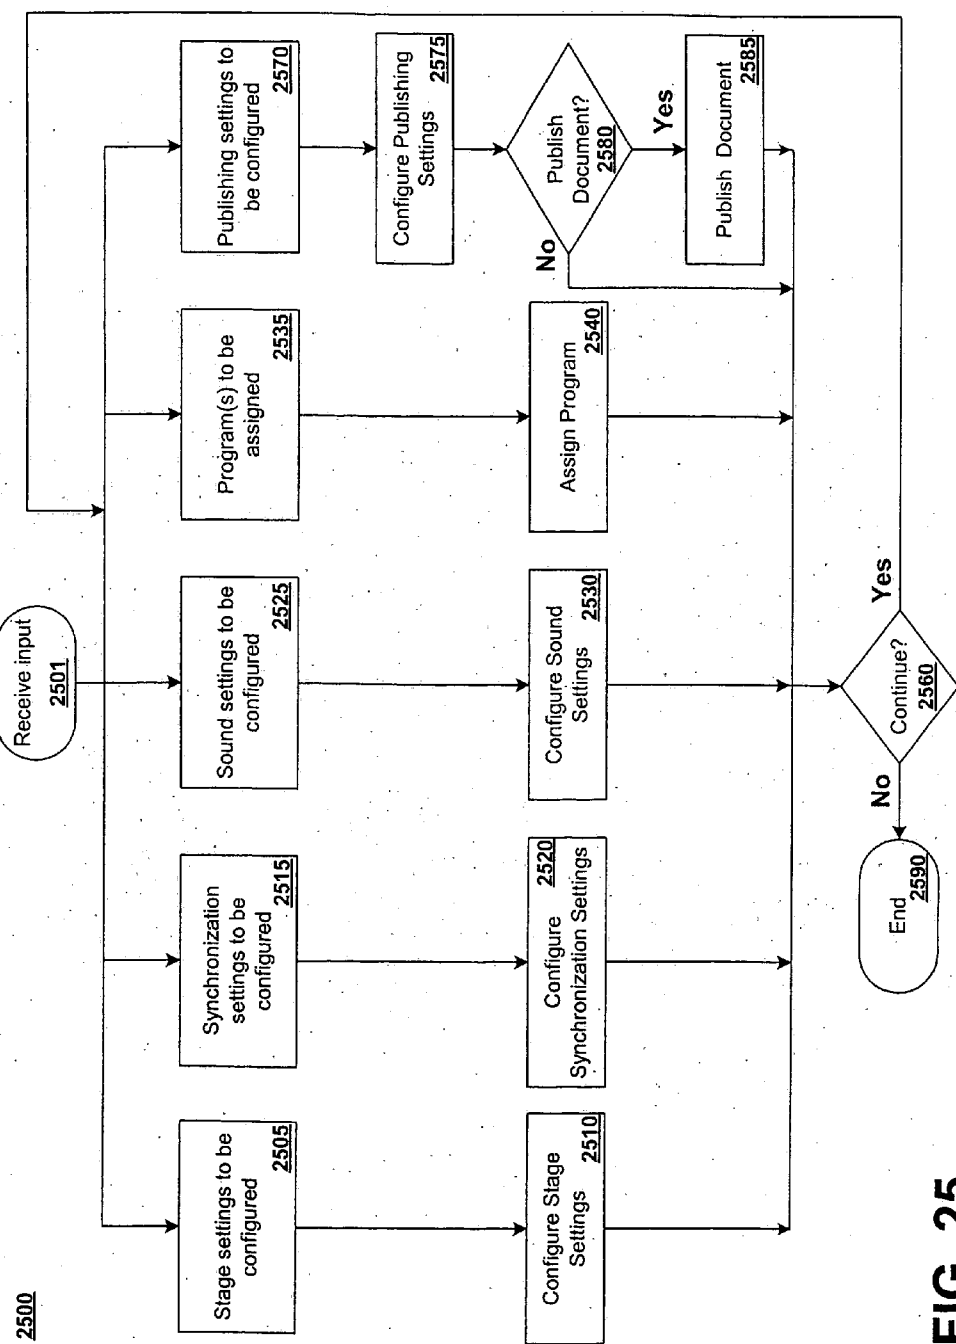 2500
Receive input
2501
Stage settings to be
configured
2505
Synchronization
settings to be
configured
2515
Sound settings to be
configured
2525
Program(s) to be
assigned
2535
Publishing settings to
be configured
2570
Configure Publishing
Settings
2575
Publish
Document?
2580
No
Yes
Publish Document
2585
Configure Stage
Settings
2510
Configure
Synchronization Settings
2520
Configure Sound
Settings
2530
Assign Program
2540
Continue?
2560
No
Yes
End
2590
FIG. 25